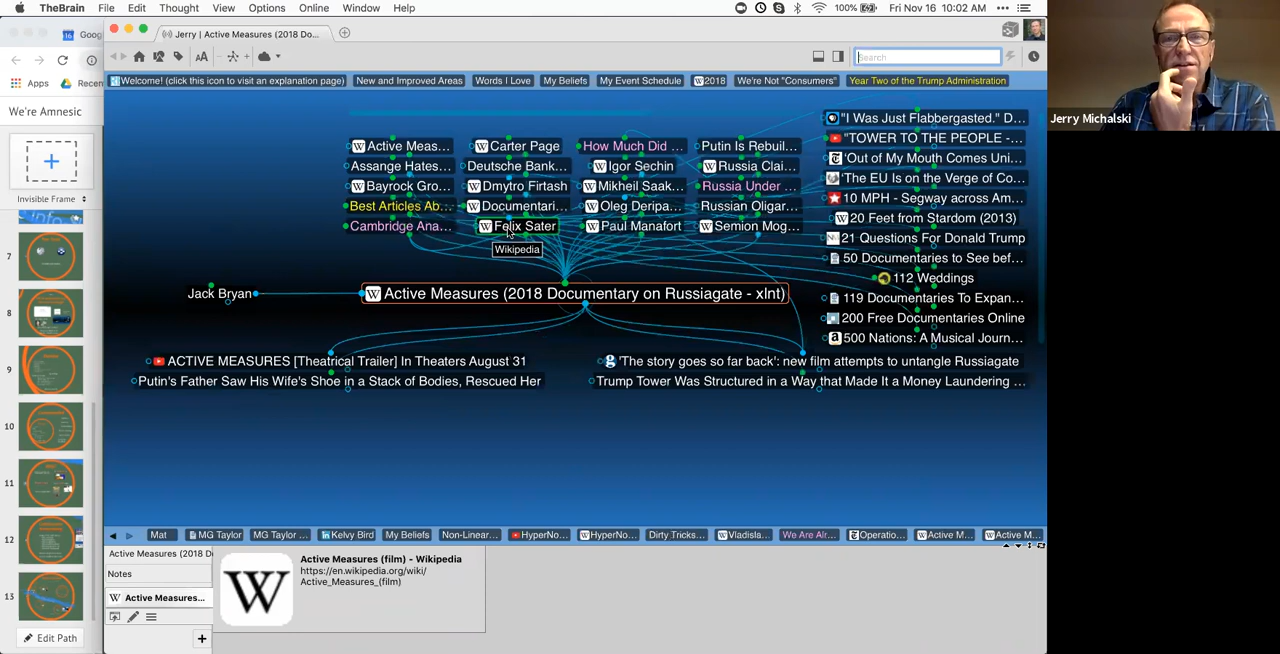 TheBrain File Edit Thought View Options Online Window Help 100% Fri Nov 16 10:02 AM
Goog
Jerry | Active Measures (2018 Do...
Apps Recen
AA
Search
We're Amnesic
Welcome! (click this icon to visit an explanation page) New and Improved Areas Words I Love My Beliefs My Event Schedule 2018 We're Not "Consumers" Year Two of the Trump Administration
Invisible Frame
7
8
9
10
11
12
13
Edit Path
Active Meas... Carter Page How Much Did ... Putin Is Rebuil...
Assange Hates... Deutsche Bank... Igor Sechin Russia Clai...
Bayrock Gro... Dmytro Firtash Mikheil Saak... Russia Under ...
Best Articles Ab... Documentari... Oleg Deripa... Russian Oligar...
Cambridge Ana... Felix Sater Paul Manafort Semion Mog...
Wikipedia
"I Was Just Flabbergasted." D...
"TOWER TO THE PEOPLE -...
'Out of My Mouth Comes Uni...
'The EU Is on the Verge of Co...
10 MPH - Segway across Am...
20 Feet from Stardom (2013)
21 Questions For Donald Trump
50 Documentaries to See bef...
112 Weddings
119 Documentaries To Expan...
200 Free Documentaries Online
500 Nations: A Musical Journ...
Jack Bryan
Active Measures (2018 Documentary on Russiagate - xlnt)
ACTIVE MEASURES [Theatrical Trailer] In Theaters August 31
'The story goes so far back': new film attempts to untangle Russiagate
Putin's Father Saw His Wife's Shoe in a Stack of Bodies, Rescued Her
Trump Tower Was Structured in a Way that Made It a Money Laundering ...
Mat MG Taylor MG Taylor ... Kelvy Bird My Beliefs Non-Linear... HyperNo... HyperNo... Dirty Tricks... Vladisla... We Are Alr... Operatio... Active M... Active M...
Active Measures (2018 D
Notes
Active Measures...
Active Measures (film) - Wikipedia
https://en.wikipedia.org/wiki/
Active_Measures_(film)
Jerry Michalski